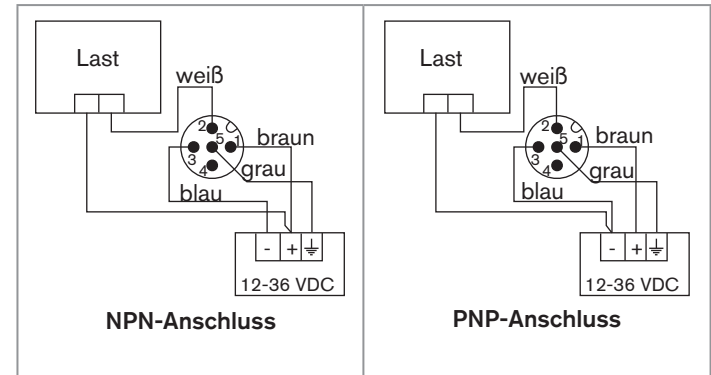 Last
weiß
2
5
1
braun
3
4
grau
blau
- +
12-36 VDC
NPN-Anschluss
Last
weiß
2
5
1
braun
3
4
grau
blau
- +
12-36 VDC
PNP-Anschluss